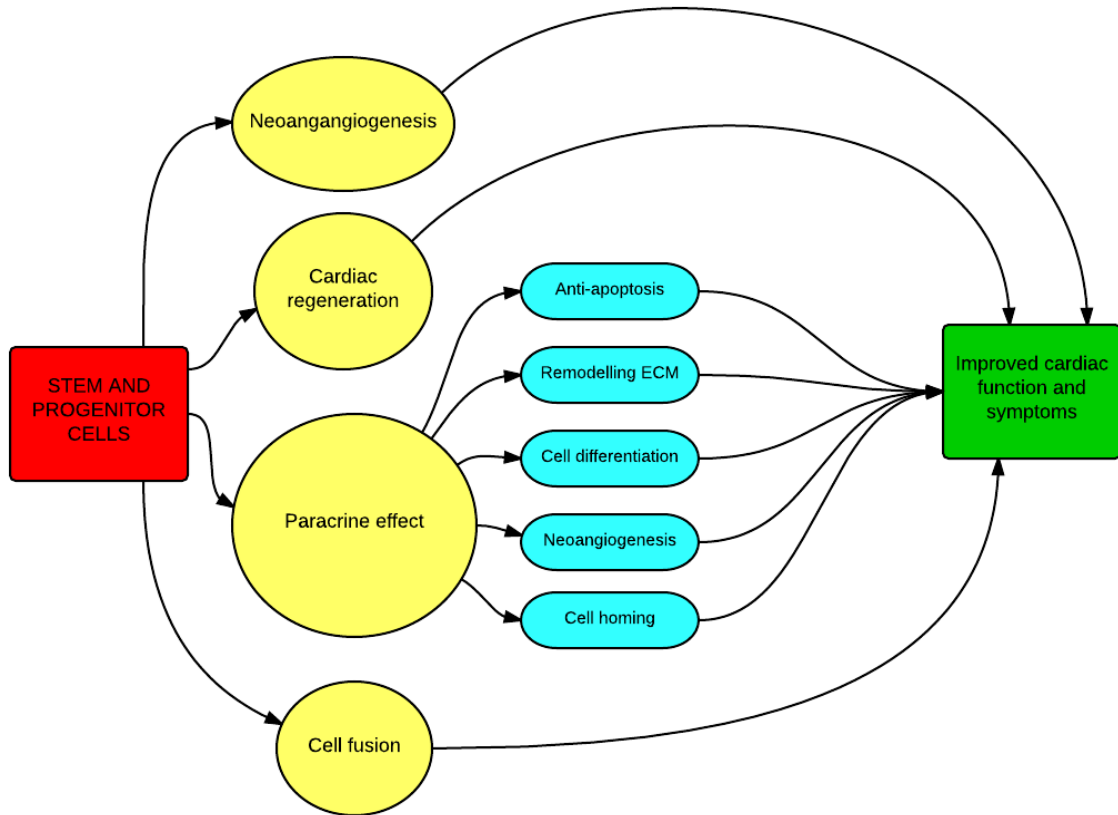 Neoangangiogenesis
Cardiac
regeneration
Anti-apoptosis
Remodelling ECM
Improved cardiac
function and
symptoms
STEM AND
PROGENITOR
CELLS
Cell differentiation
Paracrine effect
Neoangiogenesis
Cell homing
Cell fusion